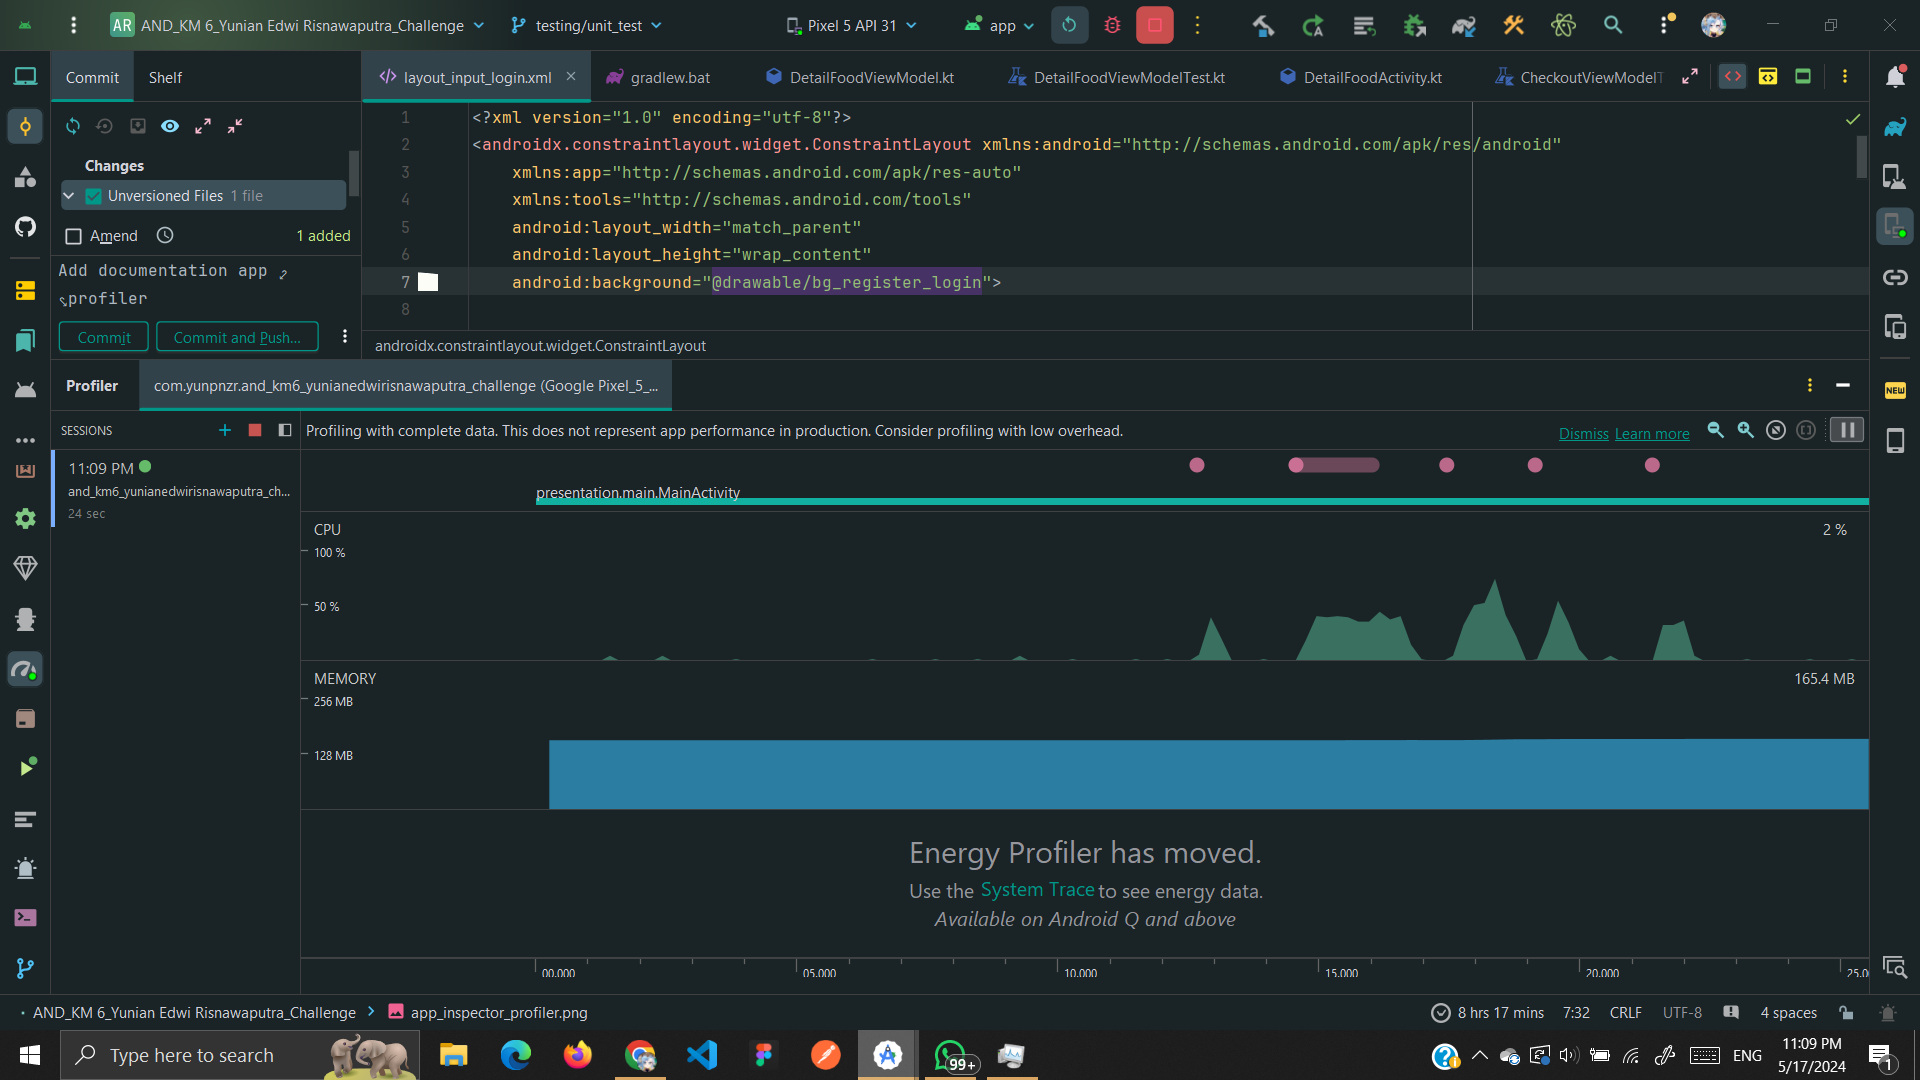 AR AND_KM 6_Yunian Edwi Risnawaputra_Challenge
testing/unit_test
Pixel 5 API 31
app
Commit
Shelf
layout_input_login.xml
gradlew.bat
DetailFoodViewModel.kt
DetailFoodViewModelTest.kt
DetailFoodActivity.kt
CheckoutViewModelT
Changes
Unversioned Files 1 file
Amend
1 added
Add documentation app
profiler
Commit
Commit and Push...
1 <?xml version="1.0" encoding="utf-8"?>
2 <androidx.constraintlayout.widget.ConstraintLayout xmlns:android="http://schemas.android.com/apk/res/android"
3 xmlns:app="http://schemas.android.com/apk/res-auto"
4 xmlns:tools="http://schemas.android.com/tools"
5 android:layout_width="match_parent"
6 android:layout_height="wrap_content"
7 android:background="@drawable/bg_register_login">
8
androidx.constraintlayout.widget.ConstraintLayout
Profiler
com.yunpnzr.and_km6_yunianedwirisnawaputra_challenge (Google Pixel_5_...
SESSIONS
Profiling with complete data. This does not represent app performance in production. Consider profiling with low overhead.
Dismiss
Learn more
11:09 PM
and_km6_yunianedwirisnawaputra_ch...
24 sec
presentation.main.MainActivity
CPU
2 %
100 %
50 %
MEMORY
165.4 MB
256 MB
128 MB
Energy Profiler has moved.
Use the System Trace to see energy data.
Available on Android Q and above
00.000
05.000
10.000
15.000
20.000
25.0
NEW
AND_KM 6_Yunian Edwi Risnawaputra_Challenge
app_inspector_profiler.png
8 hrs 17 mins
7:32
CRLF
UTF-8
4 spaces
Type here to search
99+
ENG
11:09 PM
5/17/2024
1